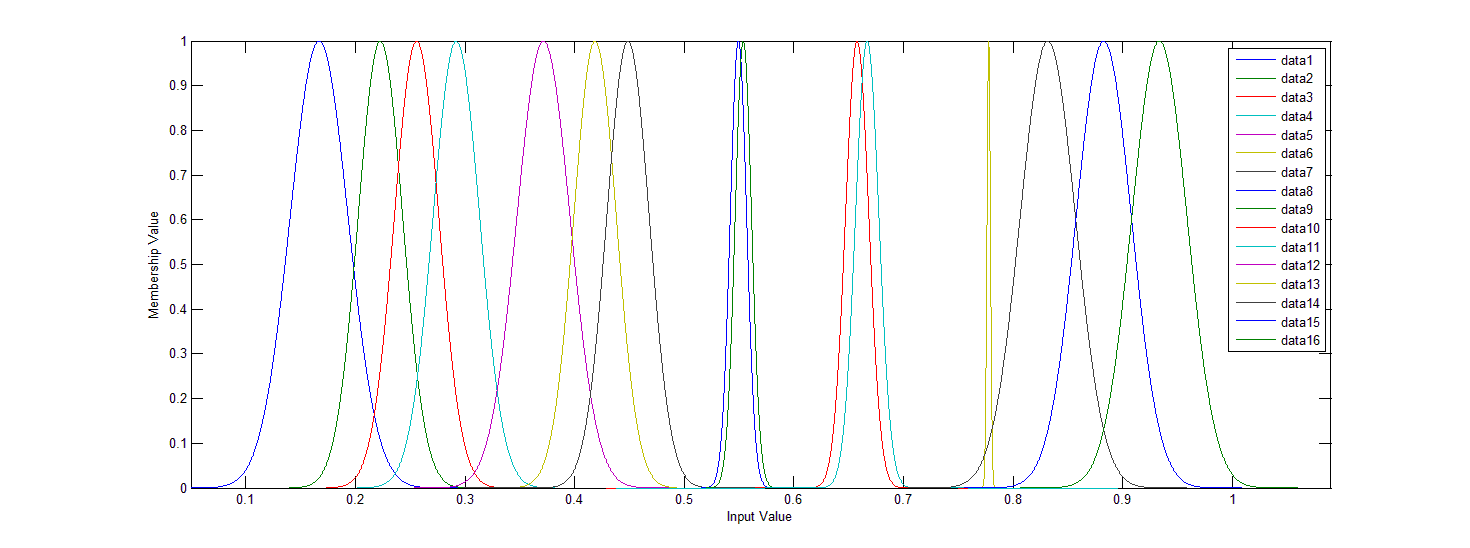 1
0.9
0.8
0.7
0.6
0.5
0.4
0.3
0.2
0.1
0
Membership Value
0.1 0.2 0.3 0.4 0.5 0.6 0.7 0.8 0.9 1
Input Value
data1
data2
data3
data4
data5
data6
data7
data8
data9
data10
data11
data12
data13
data14
data15
data16